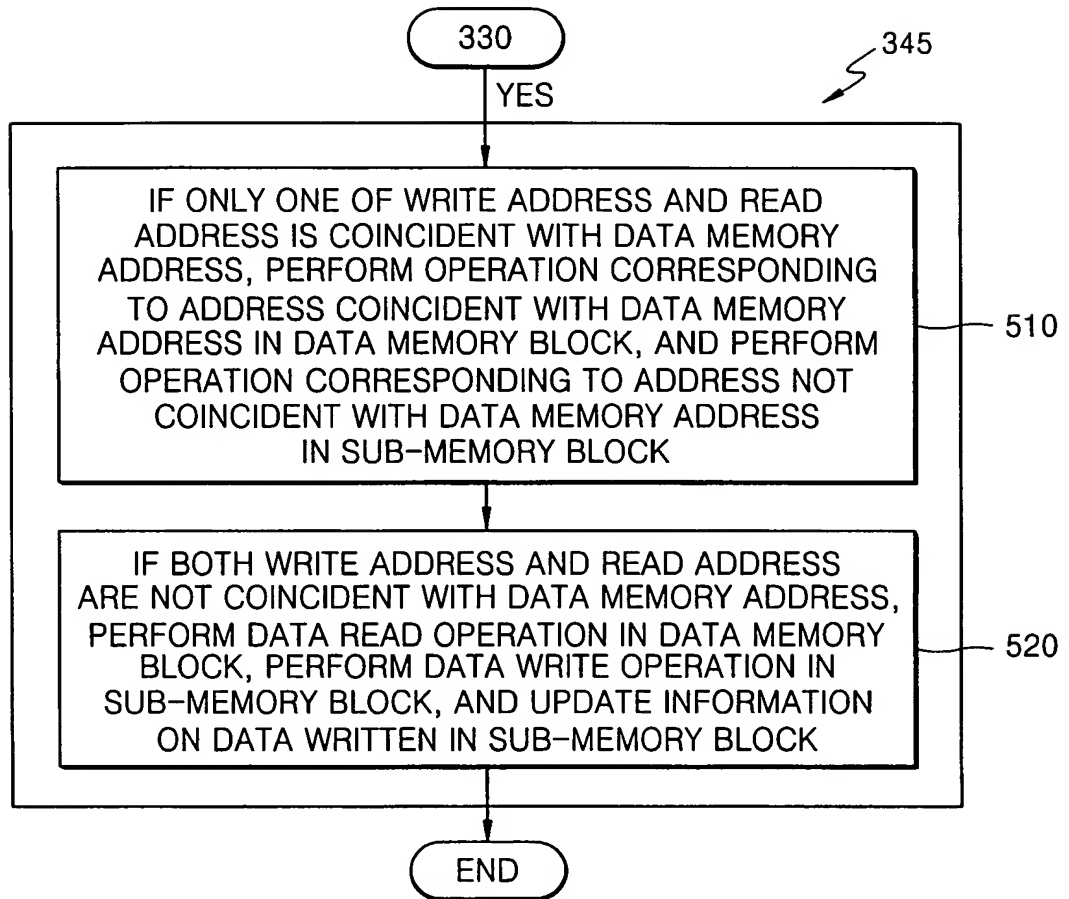 330
345
YES
IF ONLY ONE OF WRITE ADDRESS AND READ
ADDRESS IS COINCIDENT WITH DATA MEMORY
ADDRESS, PERFORM OPERATION CORRESPONDING
TO ADDRESS COINCIDENT WITH DATA MEMORY
ADDRESS IN DATA MEMORY BLOCK, AND PERFORM
OPERATION CORRESPONDING TO ADDRESS NOT
COINCIDENT WITH DATA MEMORY ADDRESS
IN SUB-MEMORY BLOCK
510
IF BOTH WRITE ADDRESS AND READ ADDRESS
ARE NOT COINCIDENT WITH DATA MEMORY ADDRESS,
PERFORM DATA READ OPERATION IN DATA MEMORY
BLOCK, PERFORM DATA WRITE OPERATION IN
SUB-MEMORY BLOCK, AND UPDATE INFORMATION
ON DATA WRITTEN IN SUB-MEMORY BLOCK
520
END